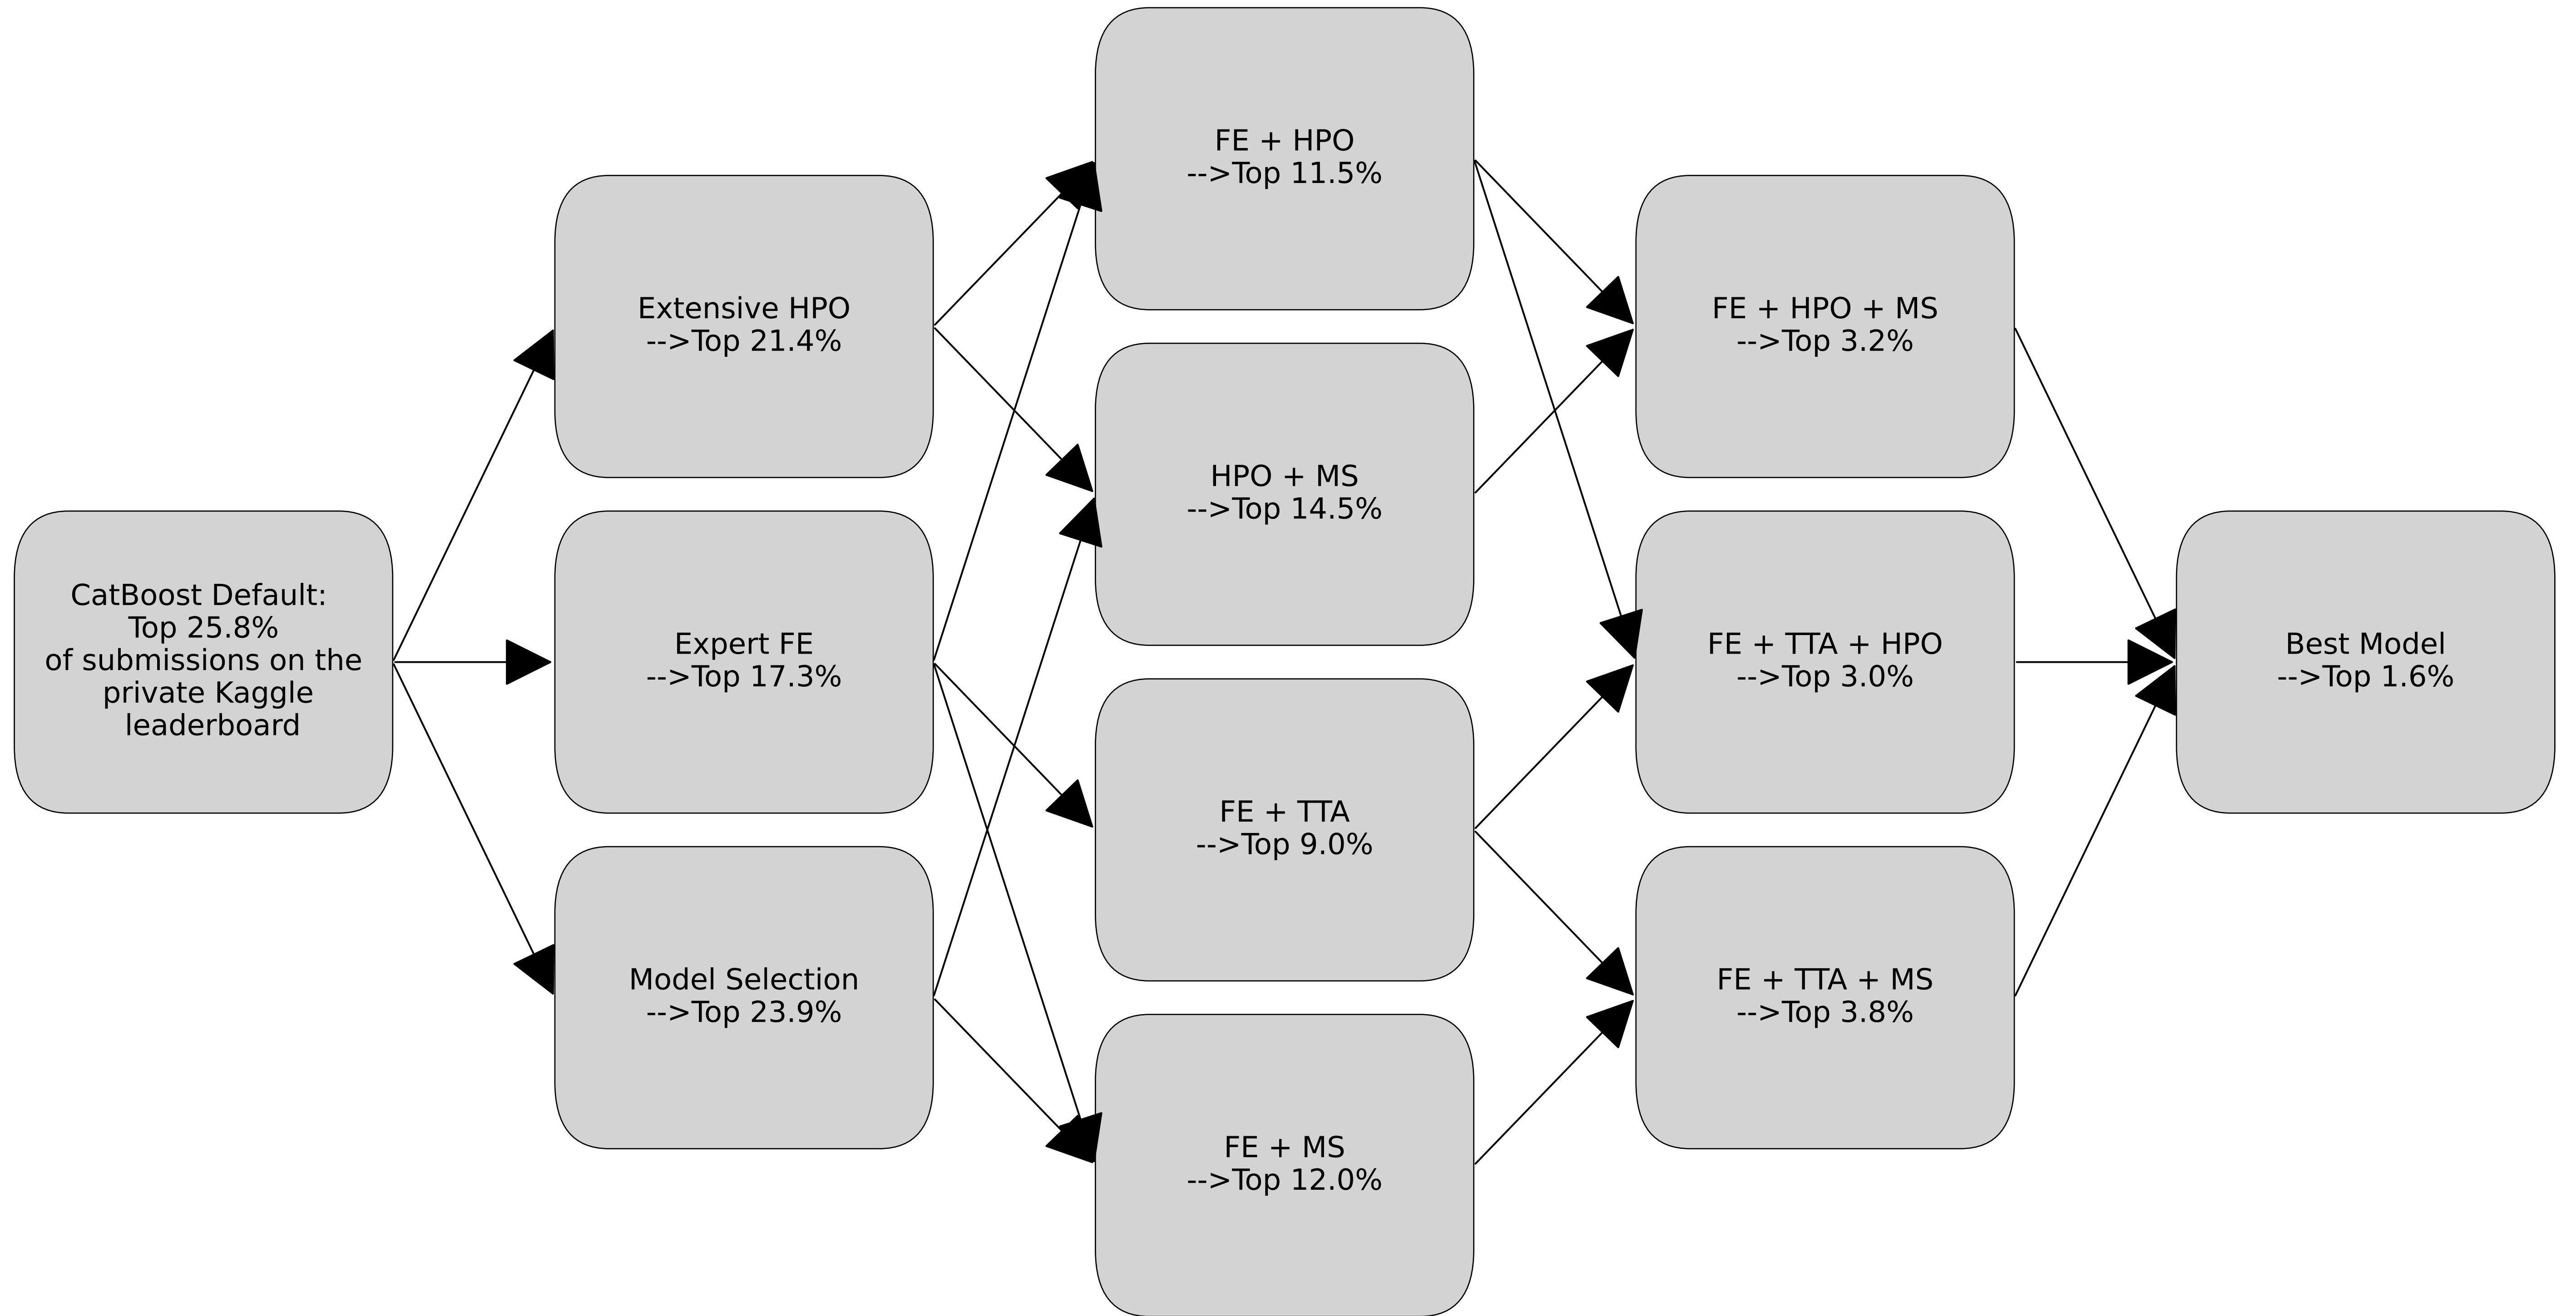 CatBoost Default:
Top 25.8%
of submissions on the
private Kaggle
leaderboard
Extensive HPO
-->Top 21.4%
Expert FE
-->Top 17.3%
Model Selection
-->Top 23.9%
FE + HPO
-->Top 11.5%
HPO + MS
-->Top 14.5%
FE + TTA
-->Top 9.0%
FE + MS
-->Top 12.0%
FE + HPO + MS
-->Top 3.2%
FE + TTA + HPO
-->Top 3.0%
FE + TTA + MS
-->Top 3.8%
Best Model
-->Top 1.6%